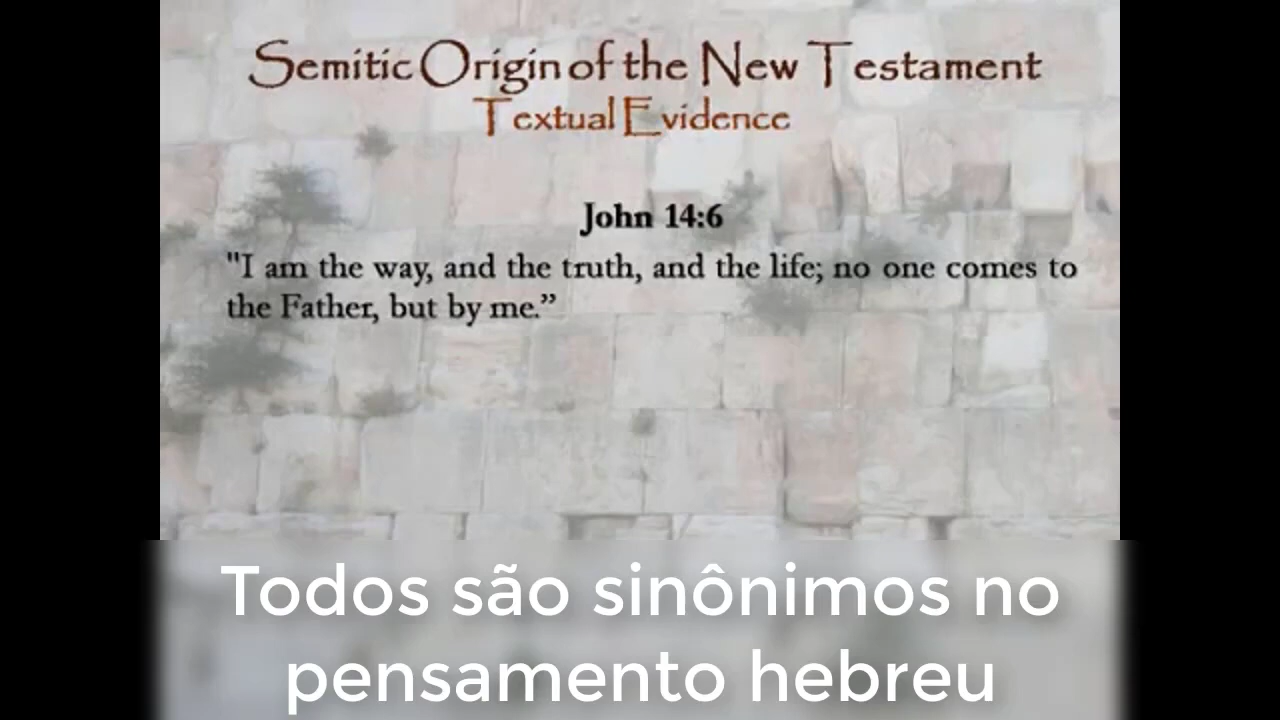 Semitic Origin of the New Testament
Textual Evidence
John 14:6
"I am the way, and the truth, and the life; no one comes to
the Father, but by me.”
Todos são sinônimos no
pensamento hebreu